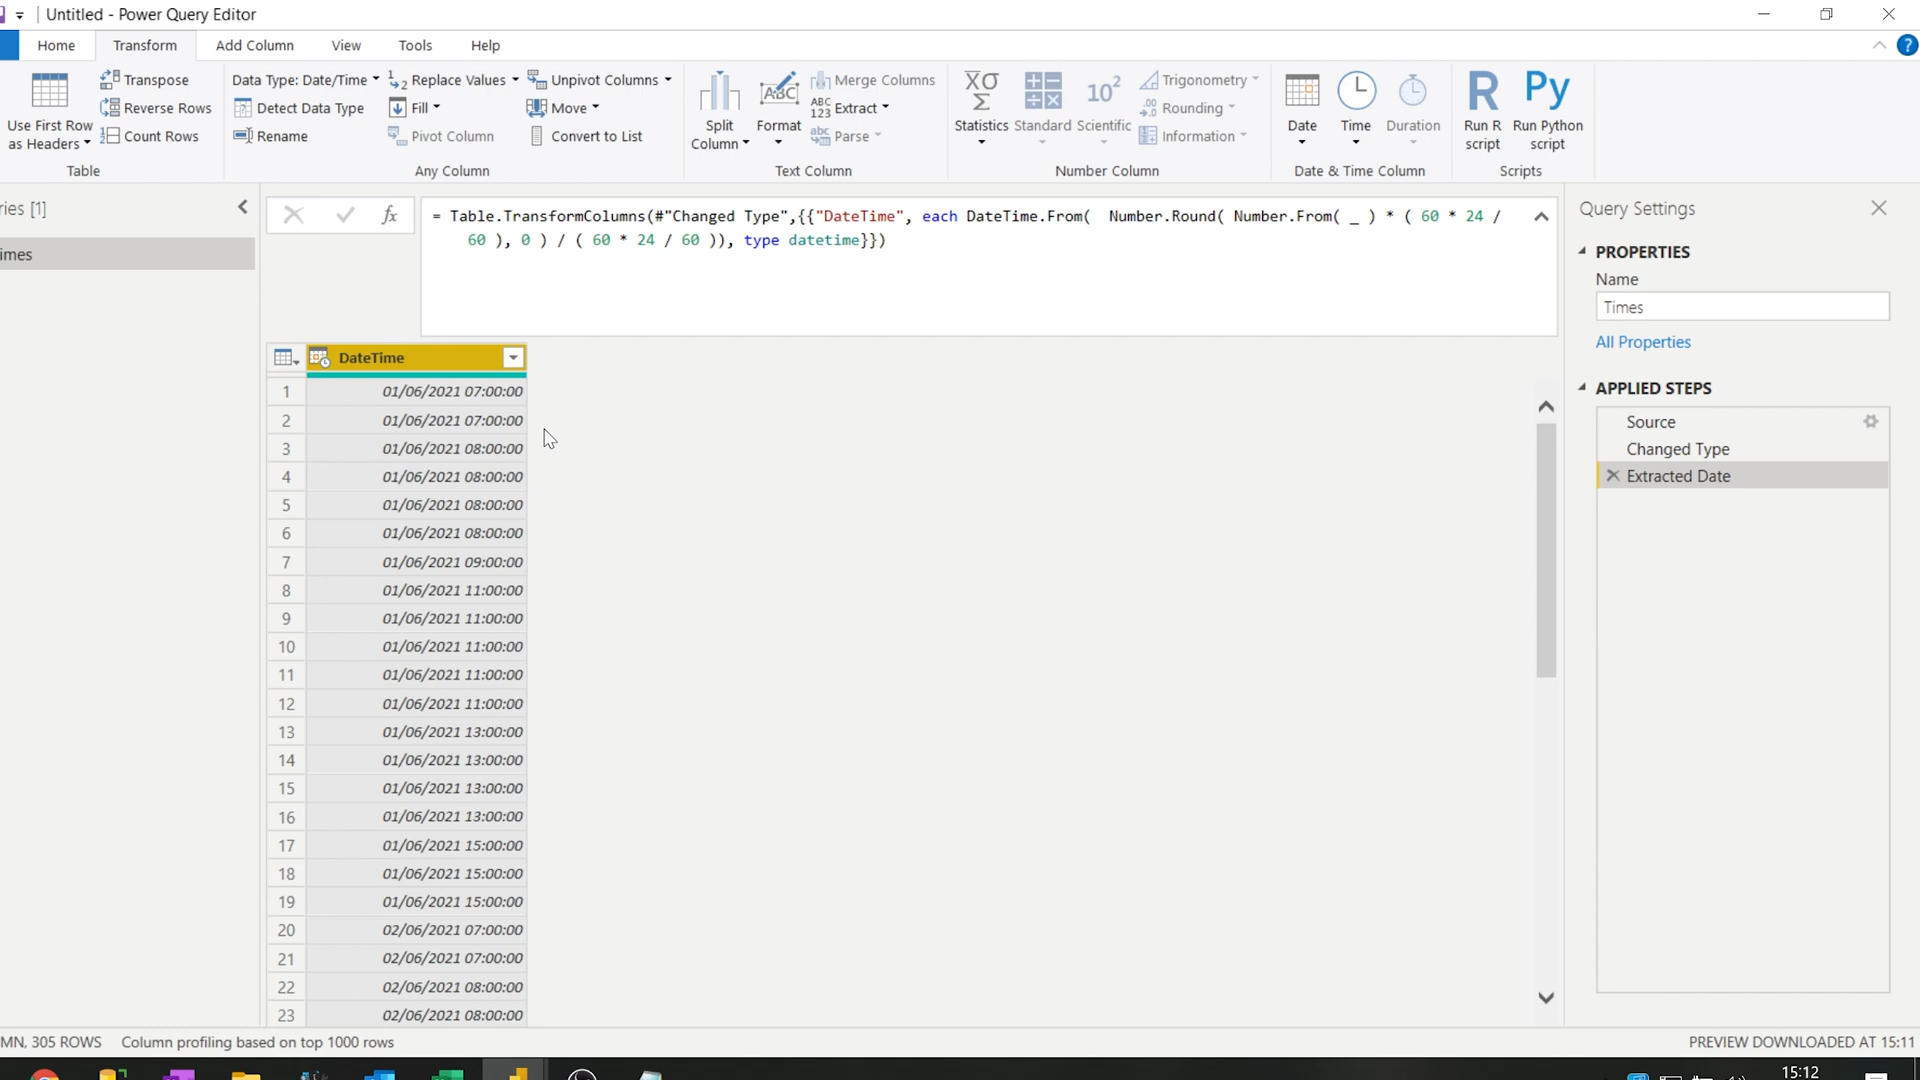 Untitled - Power Query Editor
Home Transform Add Column View Tools Help
Use First Row as Headers
Transpose
Reverse Rows
Count Rows
Table
Data Type: Date/Time
Detect Data Type
Rename
Replace Values
Fill
Pivot Column
Unpivot Columns
Move
Convert to List
Any Column
Split Column
Format
Merge Columns
Extract
Parse
Text Column
Statistics
Standard
Scientific
Trigonometry
Rounding
Information
Number Column
Date
Time
Duration
Date & Time Column
Run R script
Run Python script
Scripts
ries [1]
imes
= Table.TransformColumns(#"Changed Type",{{"DateTime", each DateTime.From(  Number.Round( Number.From( _ ) * ( 60 * 24 /
60 ), 0 ) / ( 60 * 24 / 60 )), type datetime}})
DateTime
1 01/06/2021 07:00:00
2 01/06/2021 07:00:00
3 01/06/2021 08:00:00
4 01/06/2021 08:00:00
5 01/06/2021 08:00:00
6 01/06/2021 08:00:00
7 01/06/2021 09:00:00
8 01/06/2021 11:00:00
9 01/06/2021 11:00:00
10 01/06/2021 11:00:00
11 01/06/2021 11:00:00
12 01/06/2021 11:00:00
13 01/06/2021 13:00:00
14 01/06/2021 13:00:00
15 01/06/2021 13:00:00
16 01/06/2021 13:00:00
17 01/06/2021 15:00:00
18 01/06/2021 15:00:00
19 01/06/2021 15:00:00
20 02/06/2021 07:00:00
21 02/06/2021 07:00:00
22 02/06/2021 08:00:00
23 02/06/2021 08:00:00
Query Settings
PROPERTIES
Name
Times
All Properties
APPLIED STEPS
Source
Changed Type
Extracted Date
MN, 305 ROWS Column profiling based on top 1000 rows
PREVIEW DOWNLOADED AT 15:11
15:12